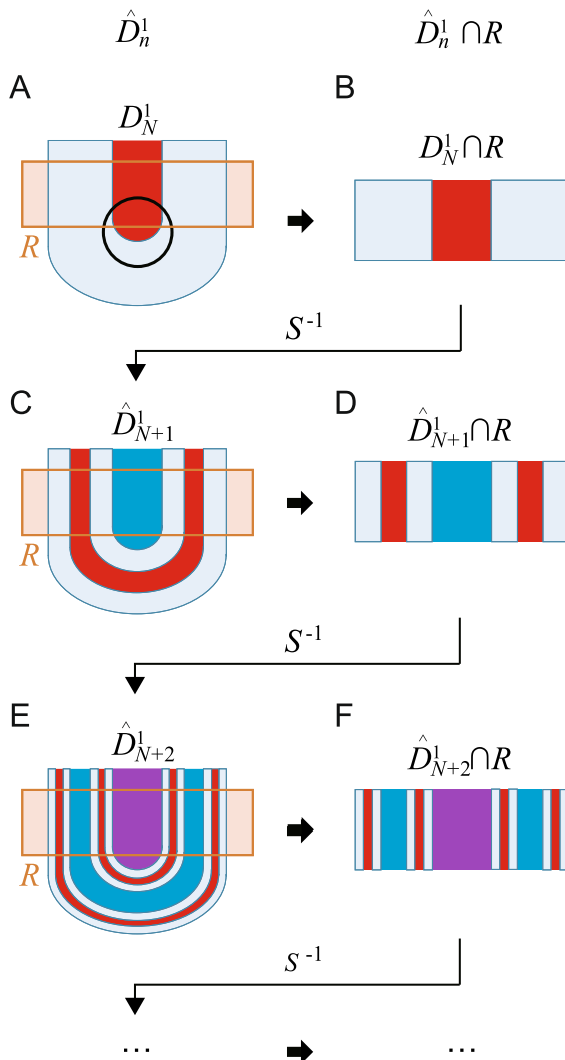 D̂¹ₙ D̂¹ₙ ∩R
A B
D¹_N D¹_N∩R
R
S⁻¹
C D
D̂¹_{N+1} D̂¹_{N+1}∩R
R
S⁻¹
E F
D̂¹_{N+2} D̂¹_{N+2}∩R
R
S⁻¹
... ...